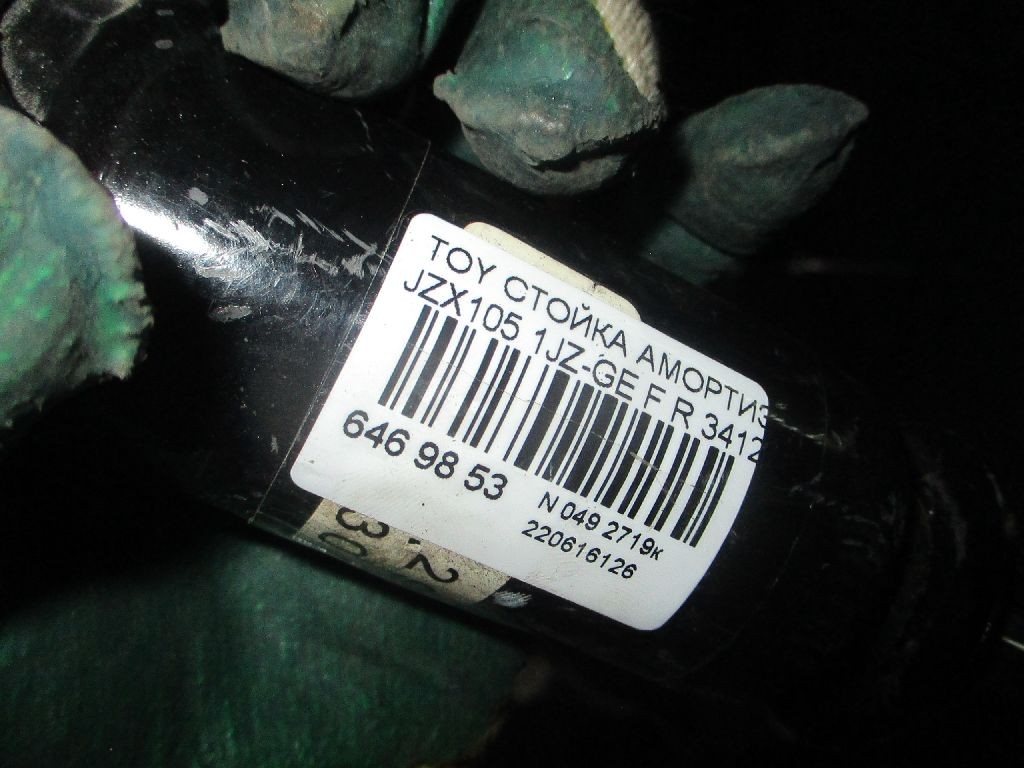 TOY СТОЙКА АМОРТИЗ
JZX105 1JZ-GE F R 3412
646 98 53
N 049 2719к
220616126